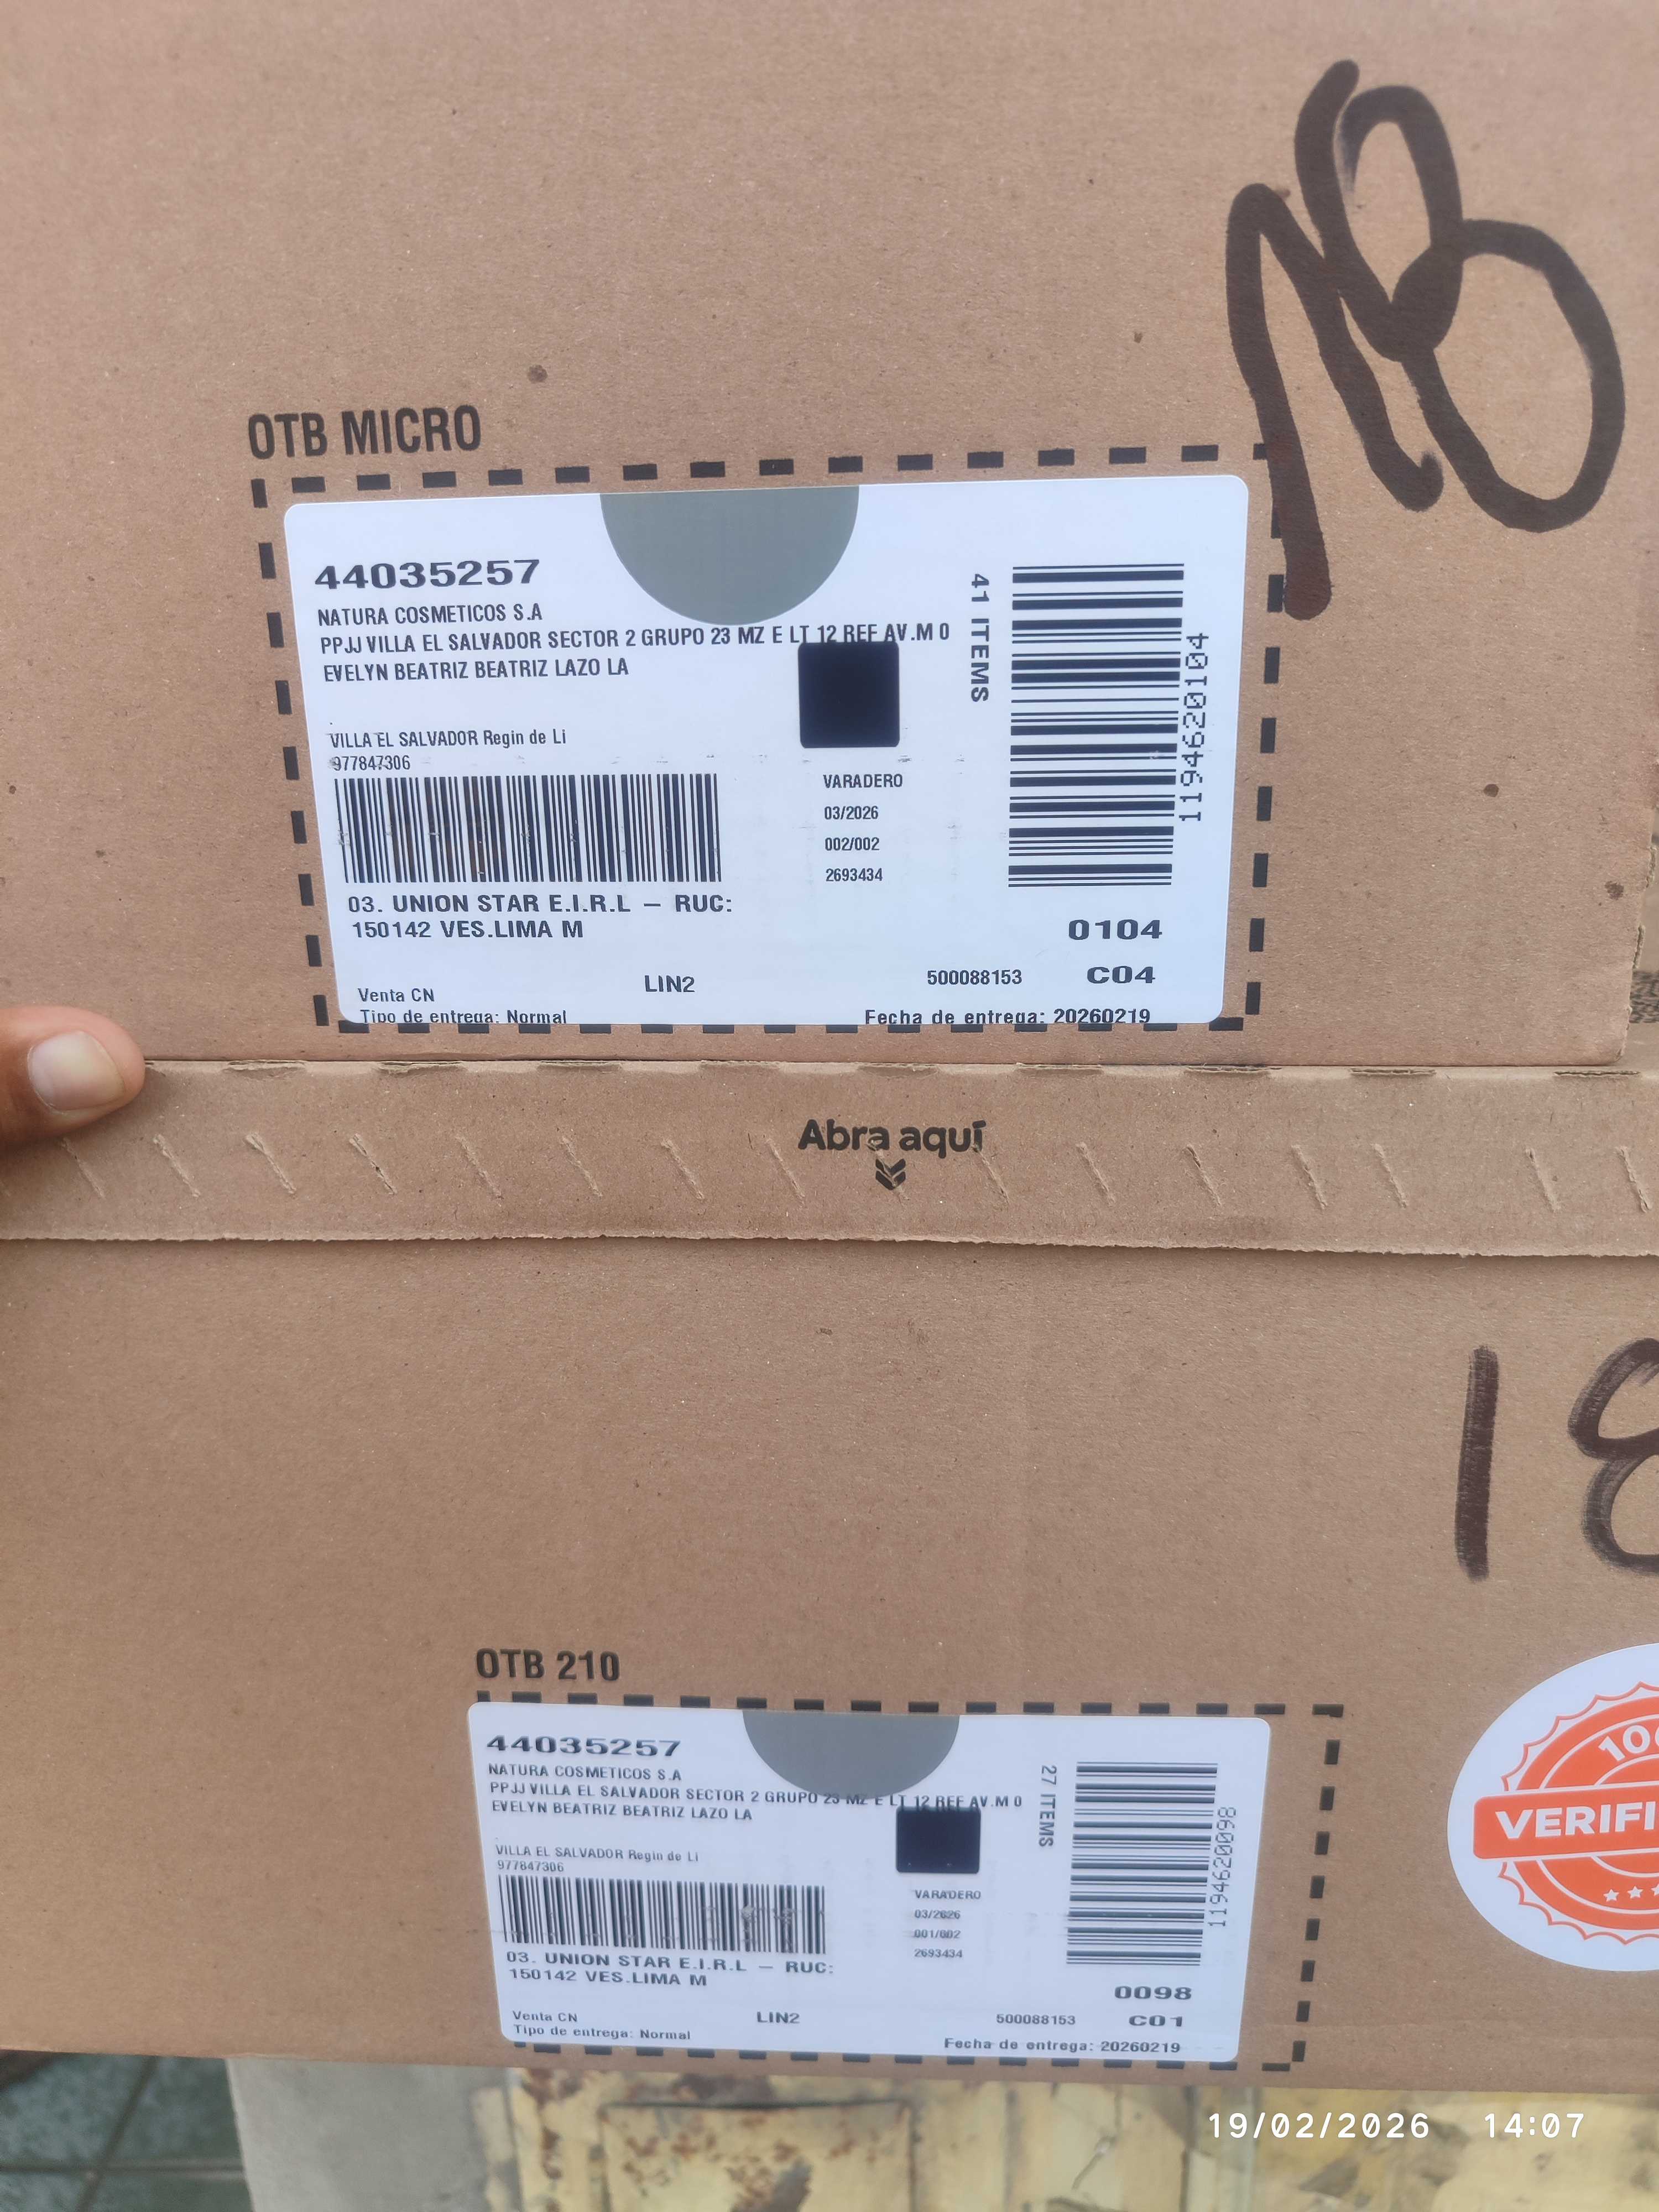 18
OTB MICRO
44035257
NATURA COSMETICOS S.A
PPJJ VILLA EL SALVADOR SECTOR 2 GRUPO 23 MZ E LT 12 REF AV.M 0
EVELYN BEATRIZ BEATRIZ LAZO LA
VILLA EL SALVADOR Regin de Li
977847306
41 ITEMS
1194620104
VARADERO
03/2026
002/002
2693434
03. UNION STAR E.I.R.L – RUC:
150142 VES.LIMA M
0104
Venta CN
LIN2
500088153
C04
Tipo de entrega: Normal
Fecha de entrega: 20260219
Abra aquí
18
OTB 210
44035257
NATURA COSMETICOS S.A
PPJJ VILLA EL SALVADOR SECTOR 2 GRUPO 23 MZ E LT 12 REF AV.M 0
EVELYN BEATRIZ BEATRIZ LAZO LA
VILLA EL SALVADOR Regin de Li
977847306
27 ITEMS
1194620098
VARADERO
03/2026
001/002
2693434
03. UNION STAR E.I.R.L – RUC:
150142 VES.LIMA M
0098
Venta CN
LIN2
500088153
C01
Tipo de entrega: Normal
Fecha de entrega: 20260219
100
VERIFI
19/02/2026 14:07